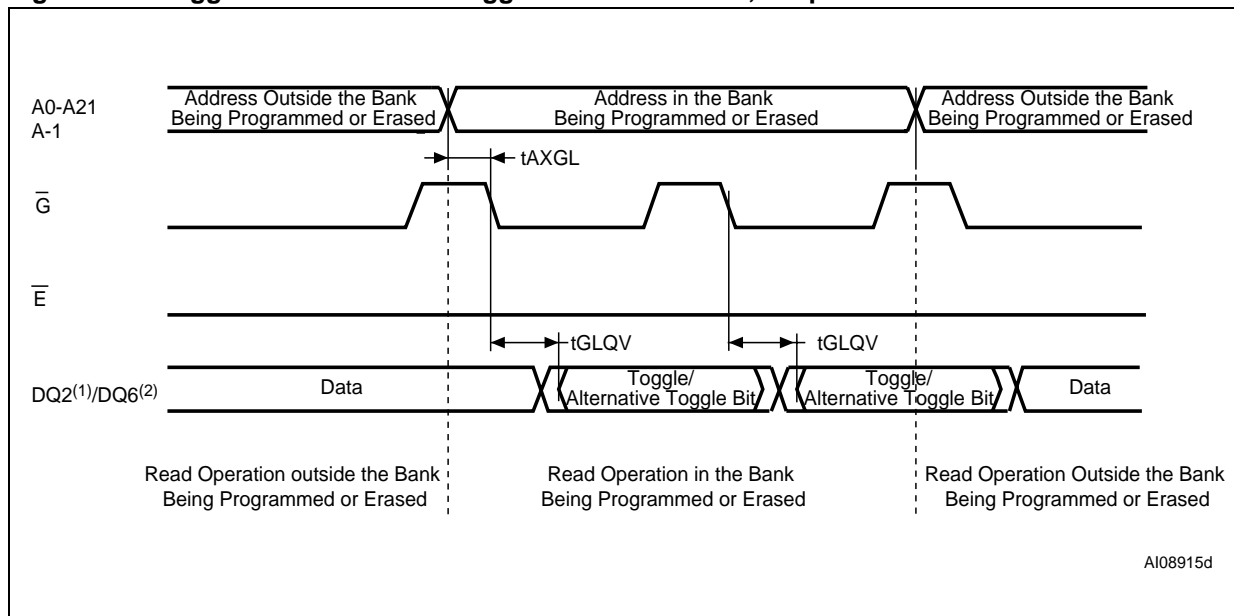 A0-A21
A-1
Address Outside the Bank
Being Programmed or Erased
Address in the Bank
Being Programmed or Erased
Address Outside the Bank
Being Programmed or Erased
tAXGL
G
E
tGLQV
tGLQV
DQ2(1)/DQ6(2)
Data
Toggle/
Alternative Toggle Bit
Toggle/
Alternative Toggle Bit
Data
Read Operation outside the Bank
Being Programmed or Erased
Read Operation in the Bank
Being Programmed or Erased
Read Operation Outside the Bank
Being Programmed or Erased
AI08915d